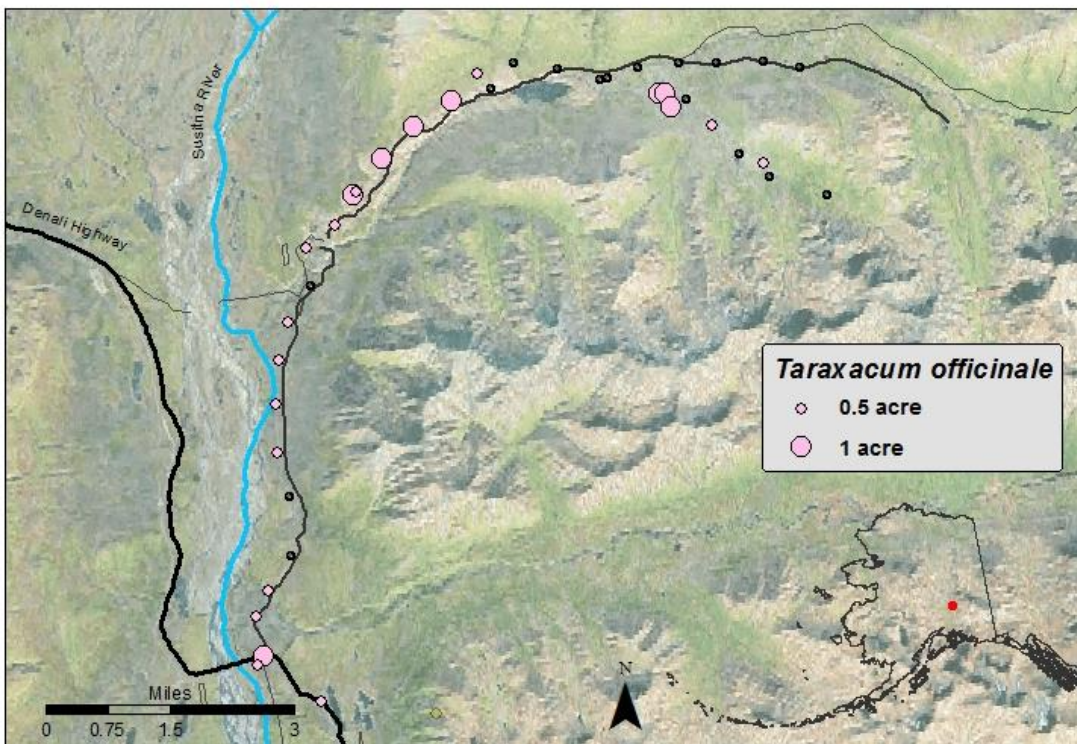 Susitna River
Denali Highway
Taraxacum officinale
0.5 acre
1 acre
N
Miles
0 0.75 1.5 3